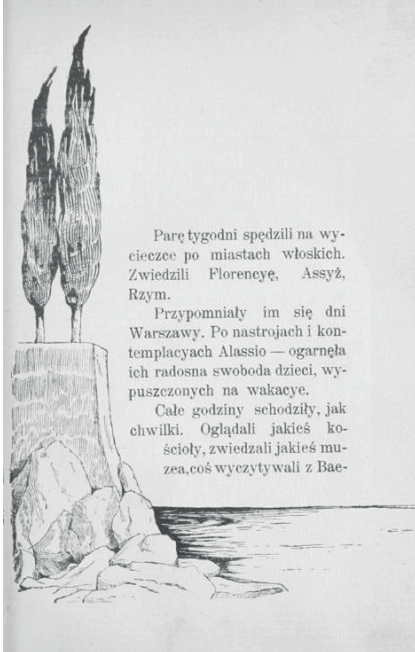 Parę tygodni spędzili na wy-
cieczce po miastach włoskich.
Zwiedzili Florencyę, Assyż,
Rzym.
Przypomniały im się dni
Warszawy. Po nastrojach i kon-
templacyach Alassio — ogarnęła
ich radosna swoboda dzieci, wy-
puszczonych na wakacye.
Całe godziny schodziły, jak
chwilki. Oglądali jakieś ko-
ścioły, zwiedzali jakieś mu-
zea,coś wyczytywali z Bae-